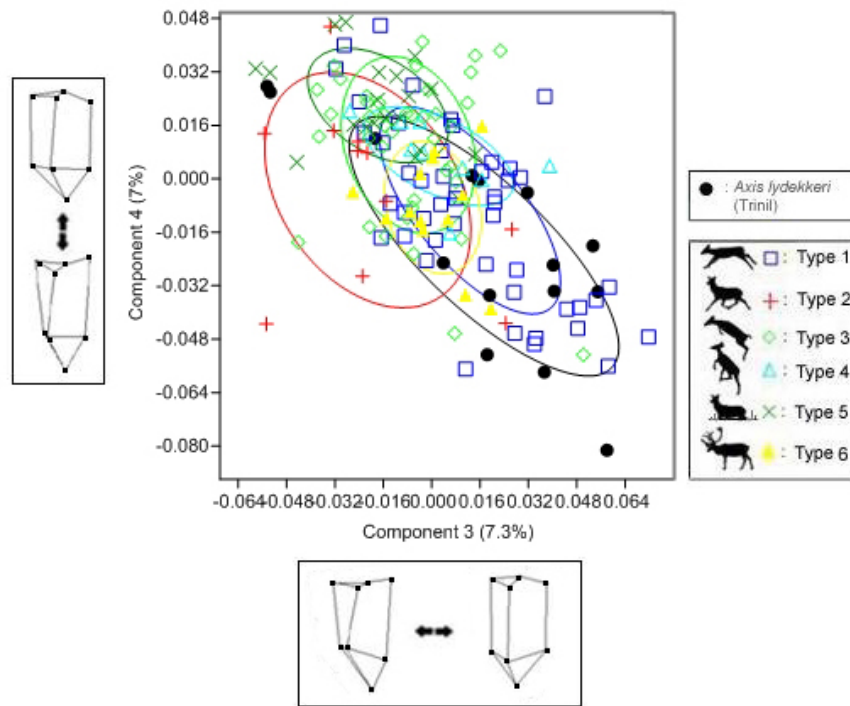 0.048
0.032
0.016
0.000
-0.016
-0.032
-0.048
-0.064
-0.080
Component 4 (7%)
-0.064-0.048-0.032-0.016 0.000 0.016 0.032 0.048 0.064
Component 3 (7.3%)
: Axis lydekkeri
(Trinil)
: Type 1
: Type 2
: Type 3
: Type 4
: Type 5
: Type 6